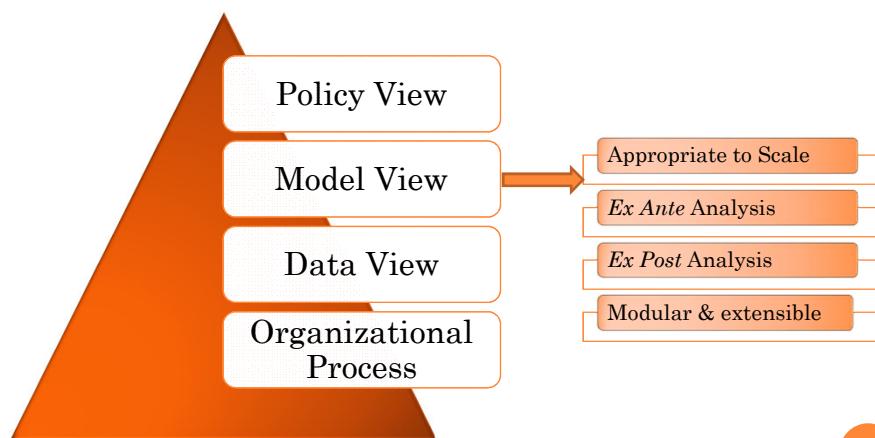 Policy View
Model View
Data View
Organizational
Process
Appropriate to Scale
Ex Ante Analysis
Ex Post Analysis
Modular & extensible